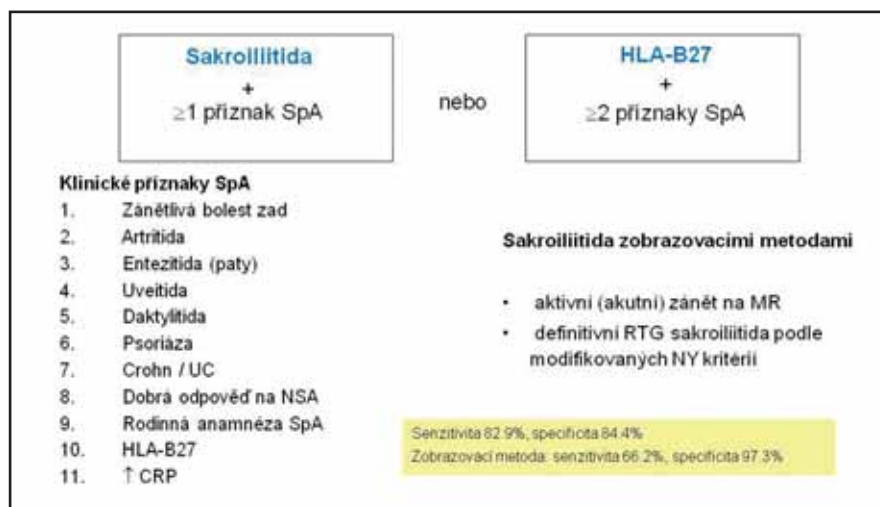 Sakroiliitida
+
≥1 příznak SpA
nebo
HLA-B27
+
≥2 příznaky SpA
Klinické příznaky SpA
1. Zánětlivá bolest zad
2. Artritida
3. Entezitida (paty)
4. Uveitida
5. Daktylitida
6. Psoriáza
7. Crohn / UC
8. Dobrá odpověď na NSA
9. Rodinná anamnéza SpA
10. HLA-B27
11. ↑ CRP
Sakroiliitida zobrazovacími metodami
• aktivní (akutní) zánět na MR
• definitivní RTG sakroiliitida podle
modifikovaných NY kritérií
Senzitivita 82.9%, specificita 84.4%
Zobrazovací metoda: senzitivita 66.2%, specificita 97.3%